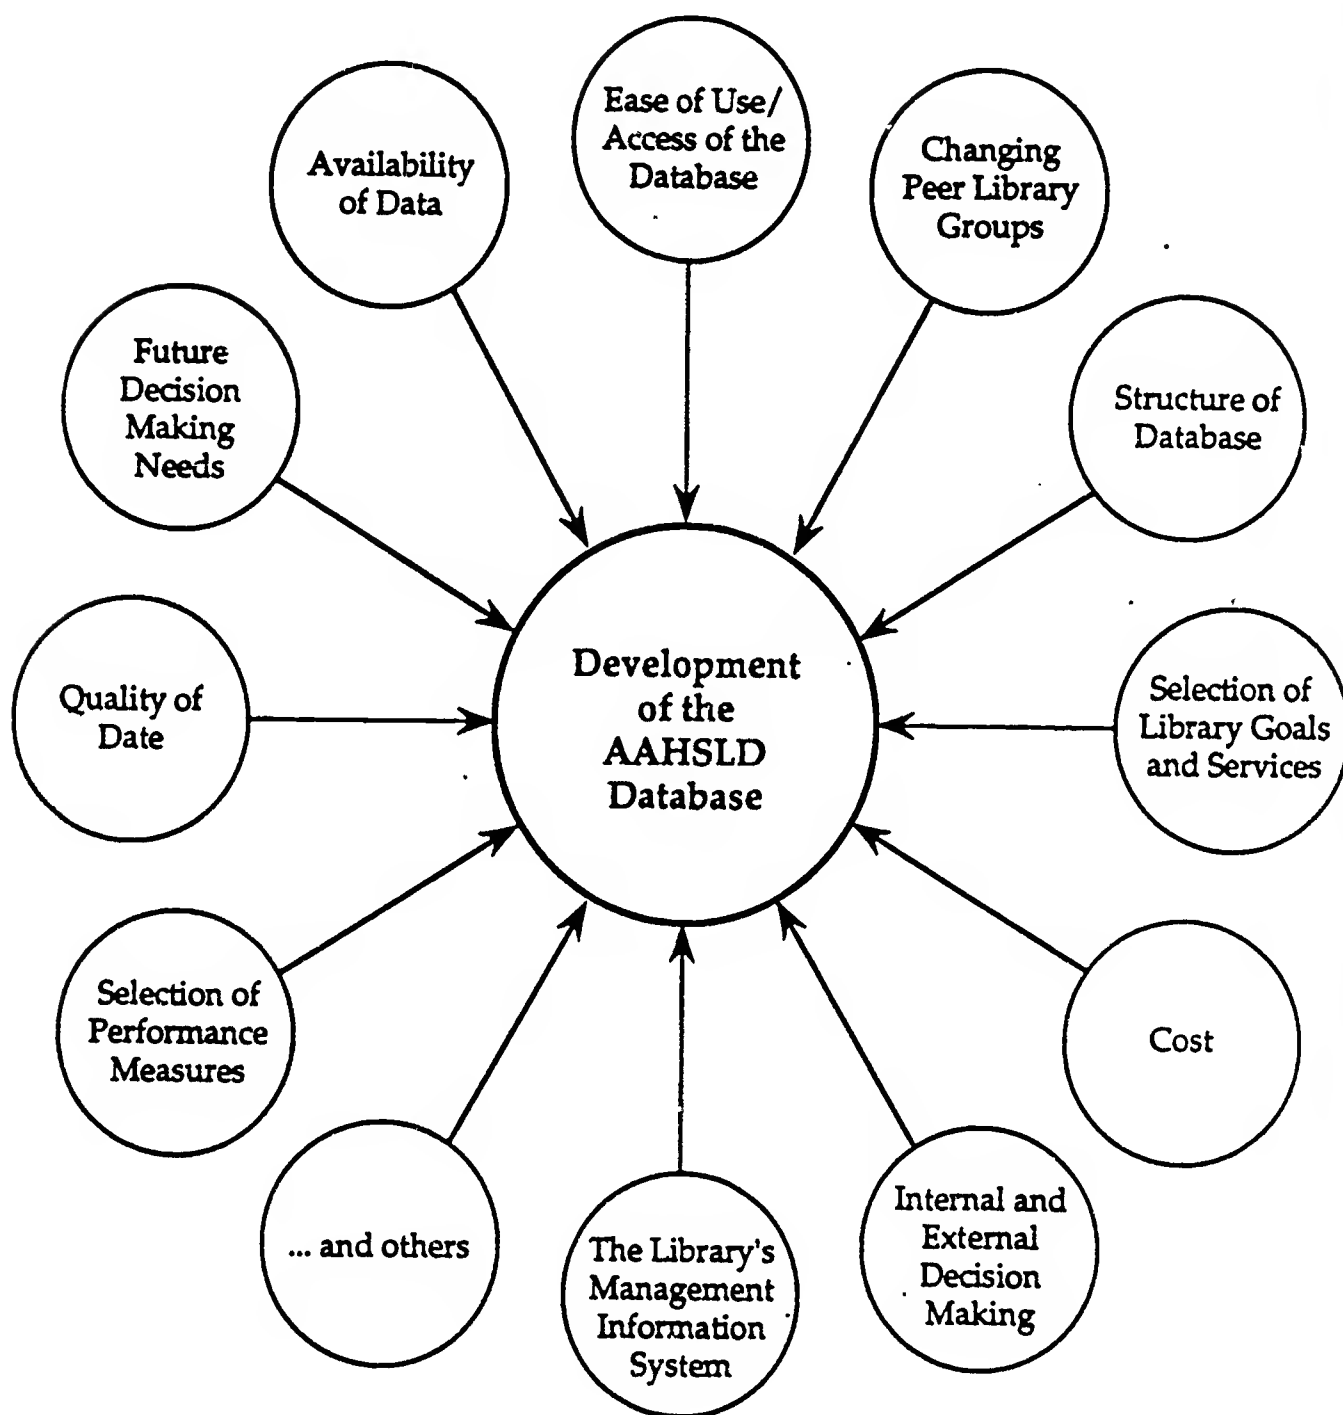 Ease of Use/
Access of the
Database
Changing
Peer Library
Groups
Structure of
Database
Selection of
Library Goals
and Services
Cost
Internal and
External
Decision
Making
The Library's
Management
Information
System
... and others
Selection of
Performance
Measures
Quality of
Date
Future
Decision
Making
Needs
Availability
of Data
Development
of the
AAHSLD
Database